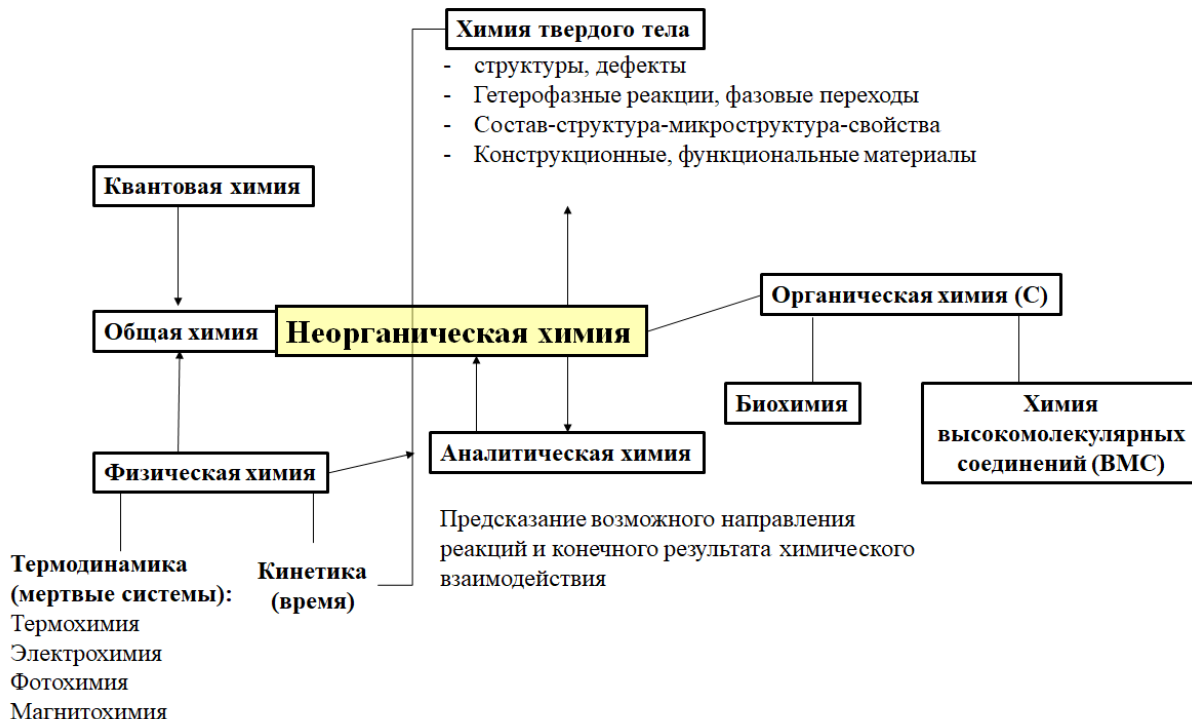 Химия твердого тела
- структуры, дефекты
- Гетерофазные реакции, фазовые переходы
- Состав-структура-микроструктура-свойства
- Конструкционные, функциональные материалы
Квантовая химия
Общая химия
Неорганическая химия
Органическая химия (С)
Биохимия
Химия
высокомолекулярных
соединений (ВМС)
Физическая химия
Аналитическая химия
Предсказание возможного направления
реакций и конечного результата химического
взаимодействия
Термодинамика
(мертвые системы):
Термохимия
Электрохимия
Фотохимия
Магнитохимия
Кинетика
(время)